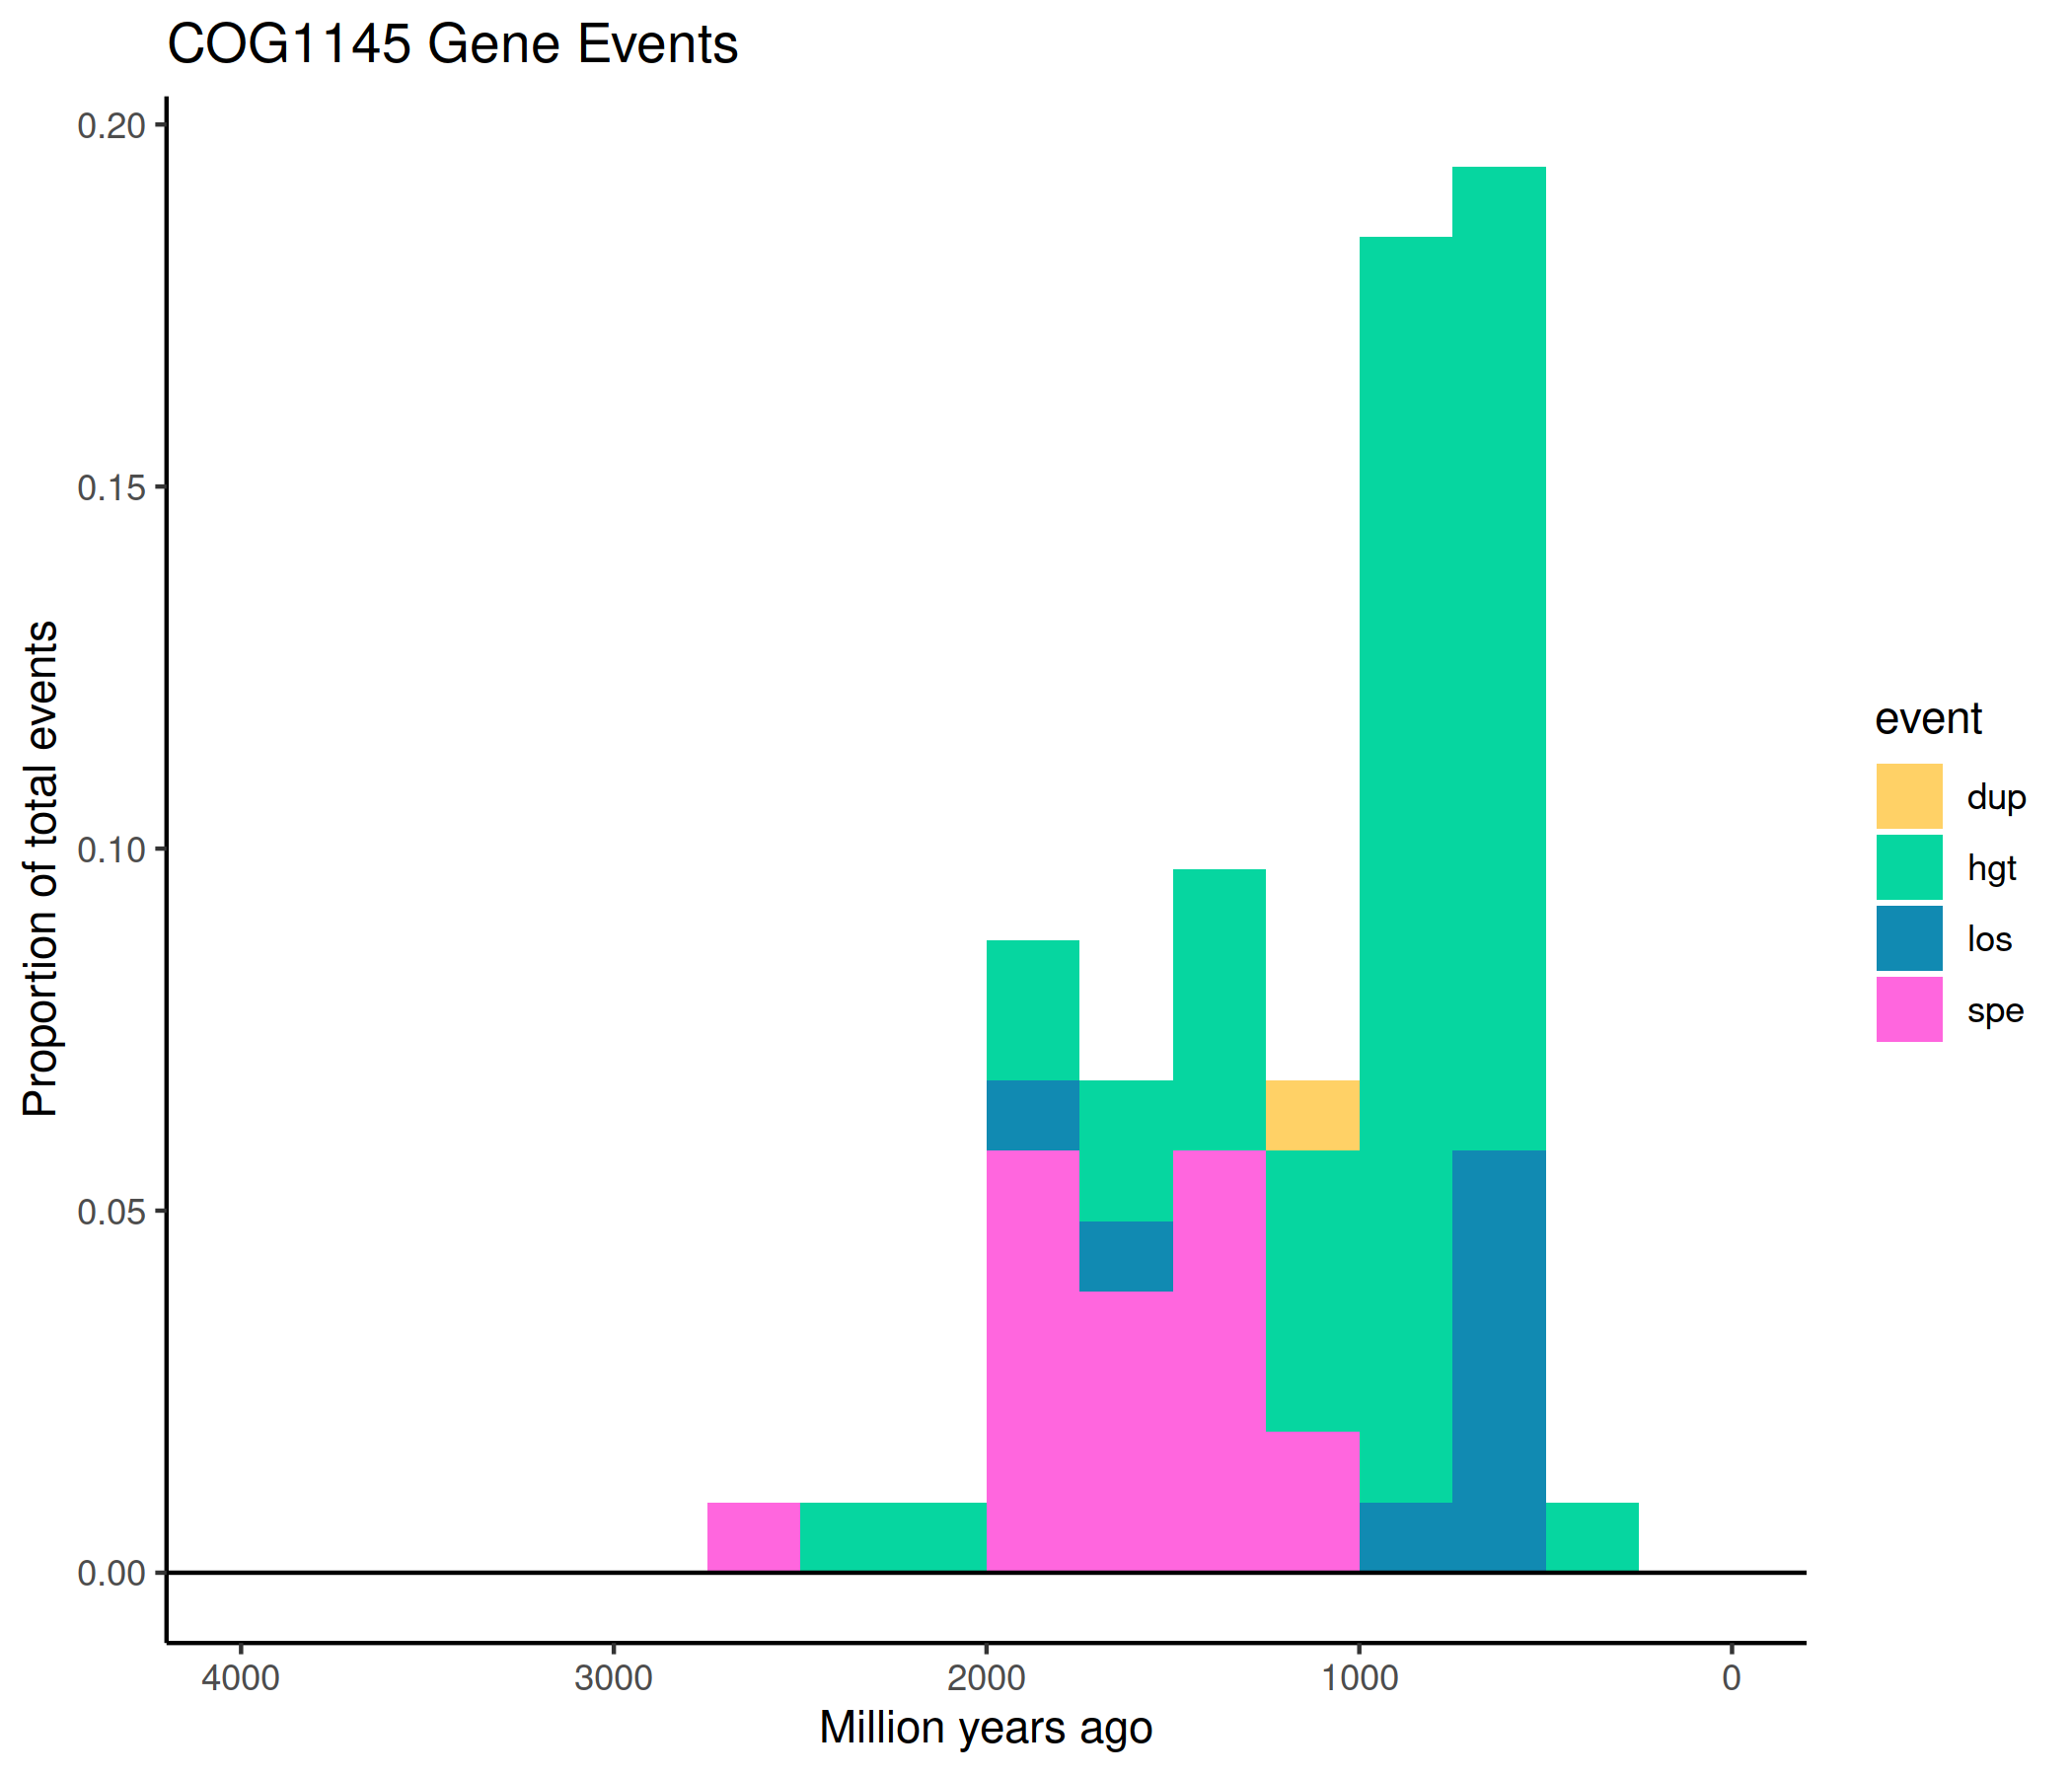 COG1145 Gene Events
0.20
0.15
0.10
0.05
0.00
Proportion of total events
4000 3000 2000 1000 0
Million years ago
event
dup
hgt
los
spe